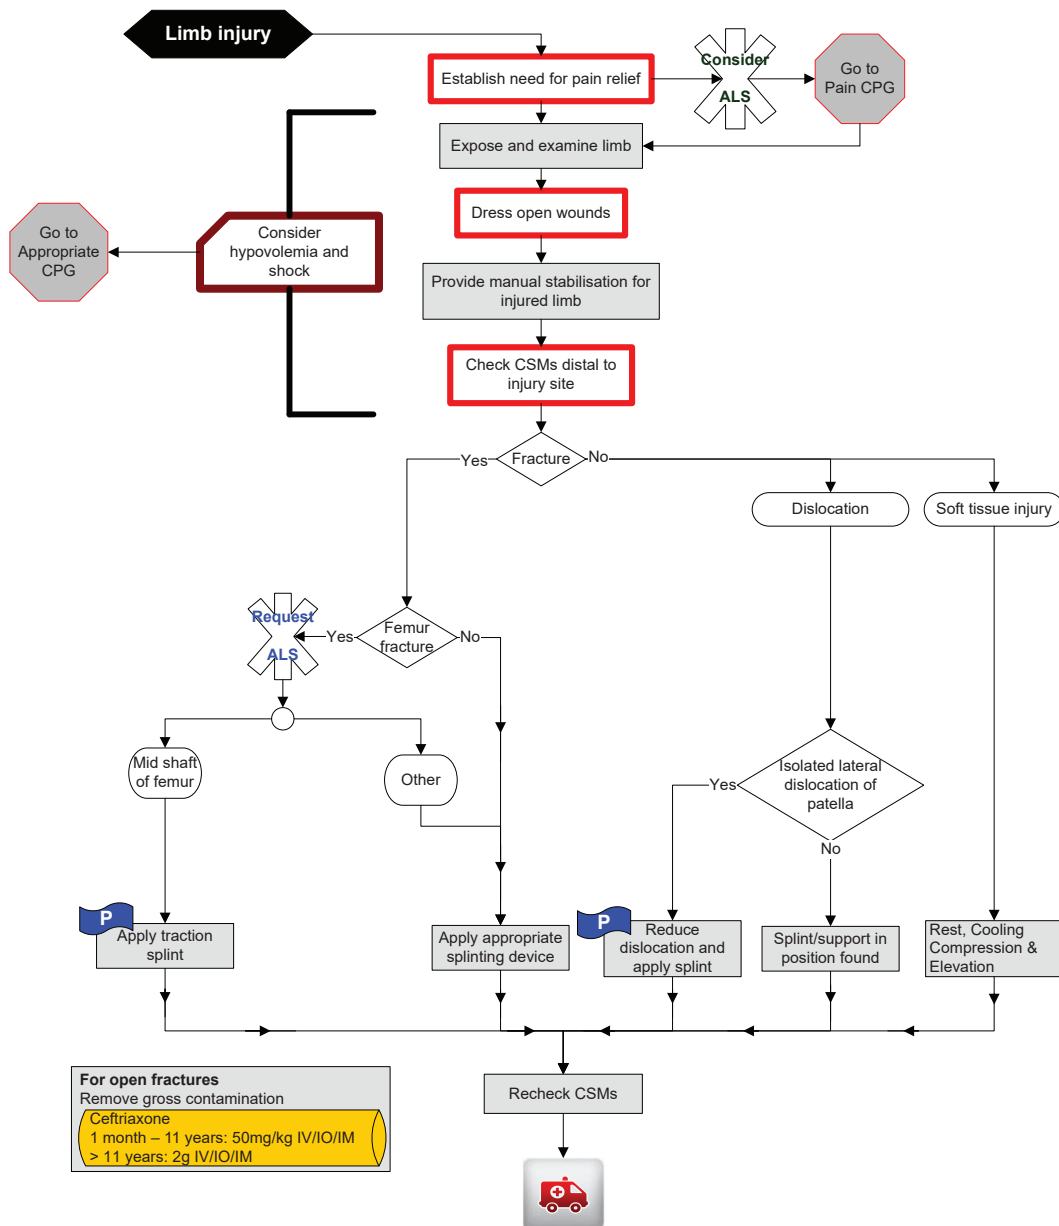 Limb injury
Establish need for pain relief
Consider
ALS
Go to
Pain CPG
Expose and examine limb
Dress open wounds
Go to
Appropriate
CPG
Consider
hypovolemia and
shock
Provide manual stabilisation for
injured limb
Check CSMs distal to
injury site
Yes
Fracture
No
Dislocation
Soft tissue injury
Request
ALS
Yes
Femur
fracture
No
Mid shaft
of femur
Other
Yes
Isolated lateral
dislocation of
patella
No
P
Apply traction
splint
Apply appropriate
splinting device
P
Reduce
dislocation and
apply splint
Splint/support in
position found
Rest, Cooling
Compression &
Elevation
For open fractures
Remove gross contamination
Ceftriaxone
1 month – 11 years: 50mg/kg IV/IO/IM
> 11 years: 2g IV/IO/IM
Recheck CSMs